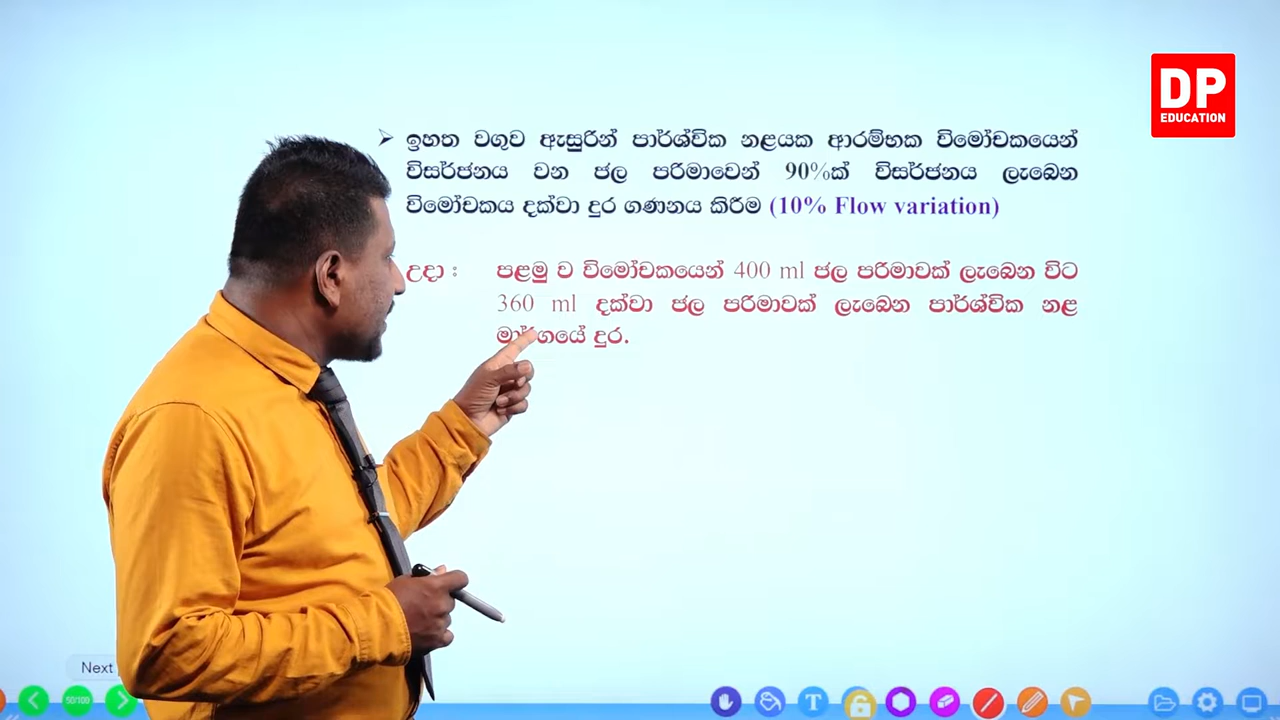 DP
EDUCATION
➢ ඉහත වගුව ඇසුරින් පාර්ශ්වික නළයක ආරම්භක විමෝචකයෙන්
විසර්ජනය වන ජල පරිමාවෙන් 90%ක් විසර්ජනය ලැබෙන
විමෝචකය දක්වා දුර ගණනය කිරීම (10% Flow variation)
උදා : පළමු ව විමෝචකයෙන් 400 ml ජල පරිමාවක් ලැබෙන විට
360 ml දක්වා ජල පරිමාවක් ලැබෙන පාර්ශ්වික නළ
දුර.
Next
50/100
T